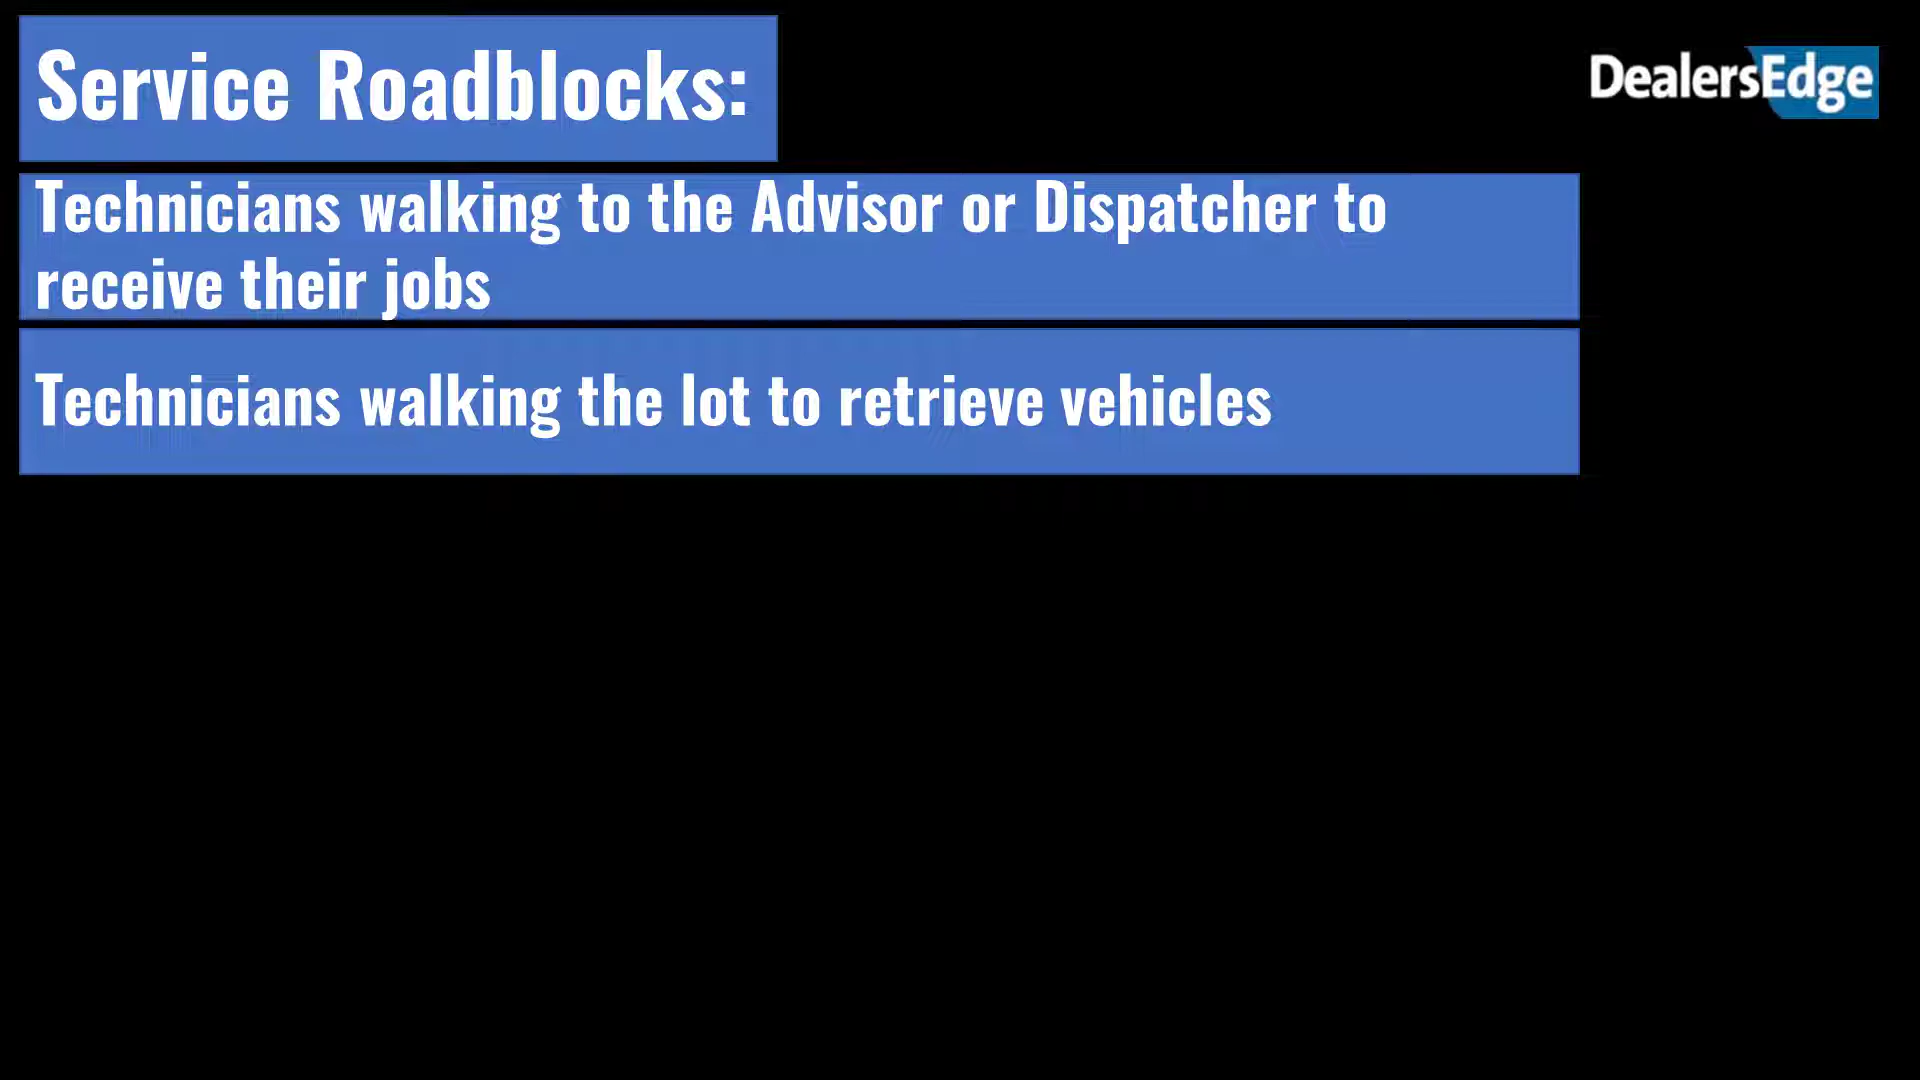 Service Roadblocks:
DealersEdge
Technicians walking to the Advisor or Dispatcher to
receive their jobs
Technicians walking the lot to retrieve vehicles